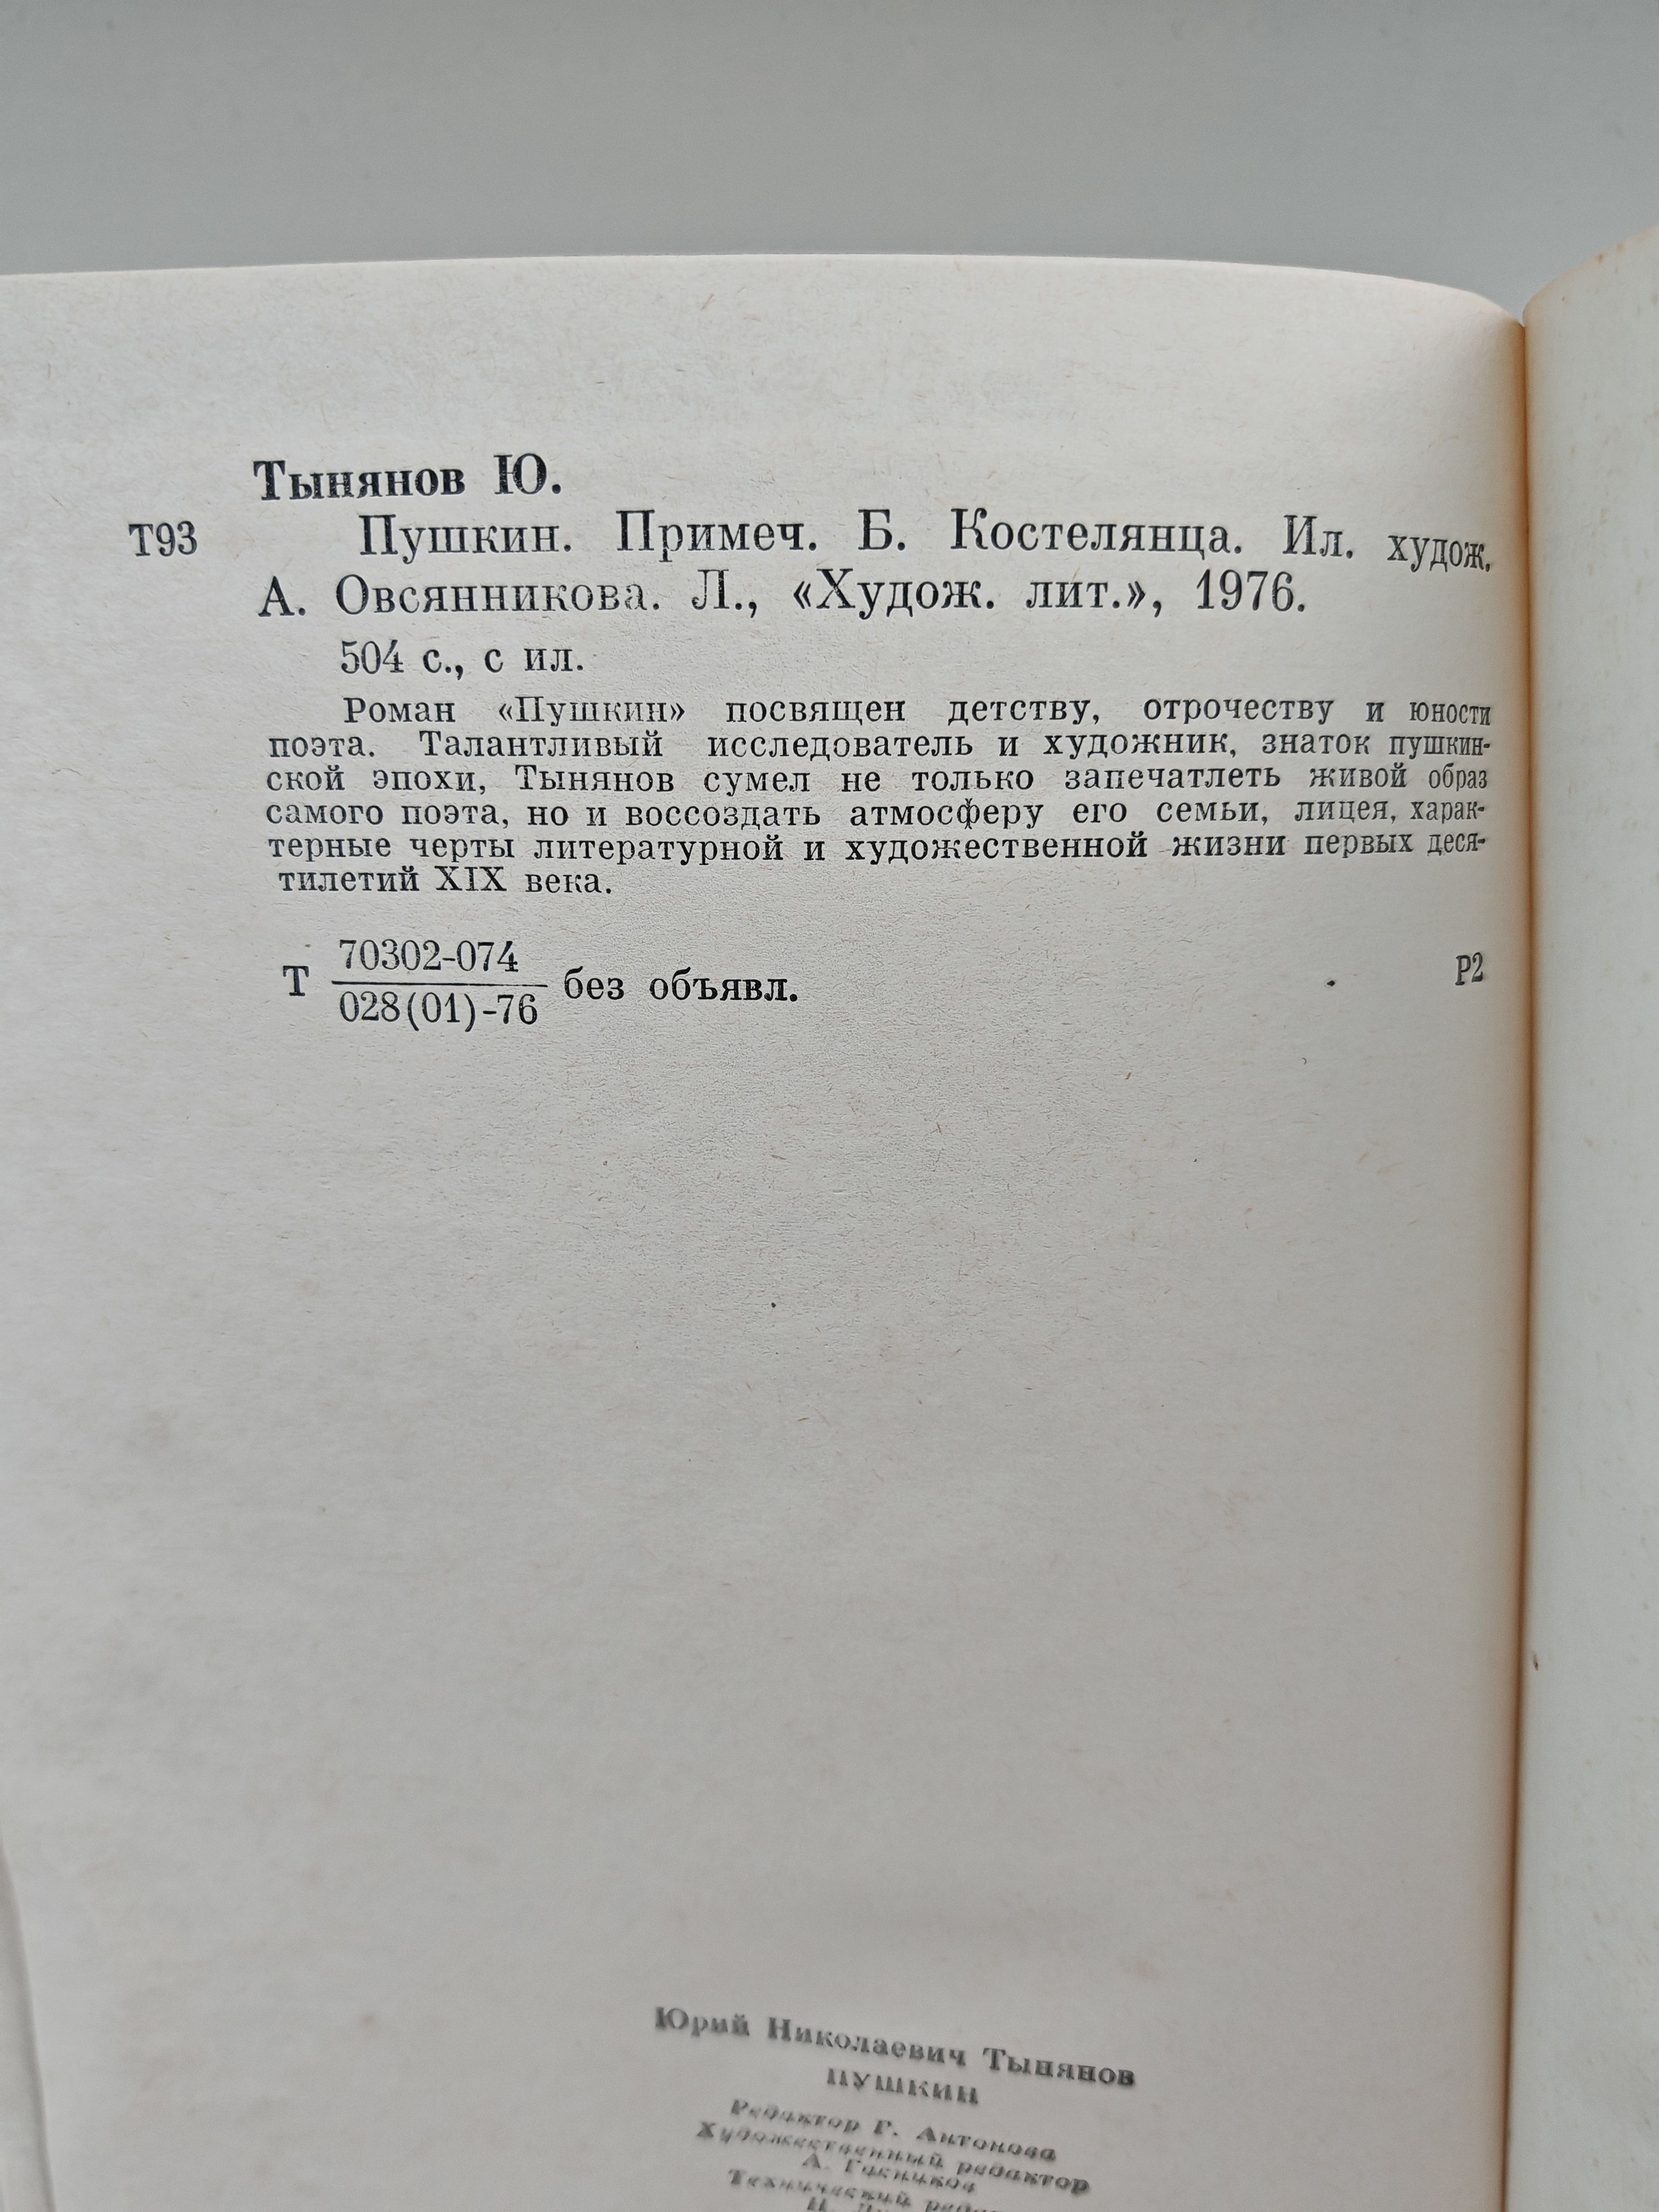 Тынянов Ю.
Т93 Пушкин. Примеч. Б. Костелянца. Ил. худож.
А. Овсянникова. Л., «Худож. лит.», 1976.
504 с., с ил.
Роман «Пушкин» посвящен детству, отрочеству и юности
поэта. Талантливый исследователь и художник, знаток пушкин-
ской эпохи, Тынянов сумел не только запечатлеть живой образ
самого поэта, но и воссоздать атмосферу его семьи, лицея, харак-
терные черты литературной и художественной жизни первых деся-
тилетий XIX века.
70302-074
Т без объявл. Р2
028(01)-76
Юрий Николаевич Тынянов
ПУШКИН
Редактор Г. Антонова
Художественный редактор
А. Гасников
Технический